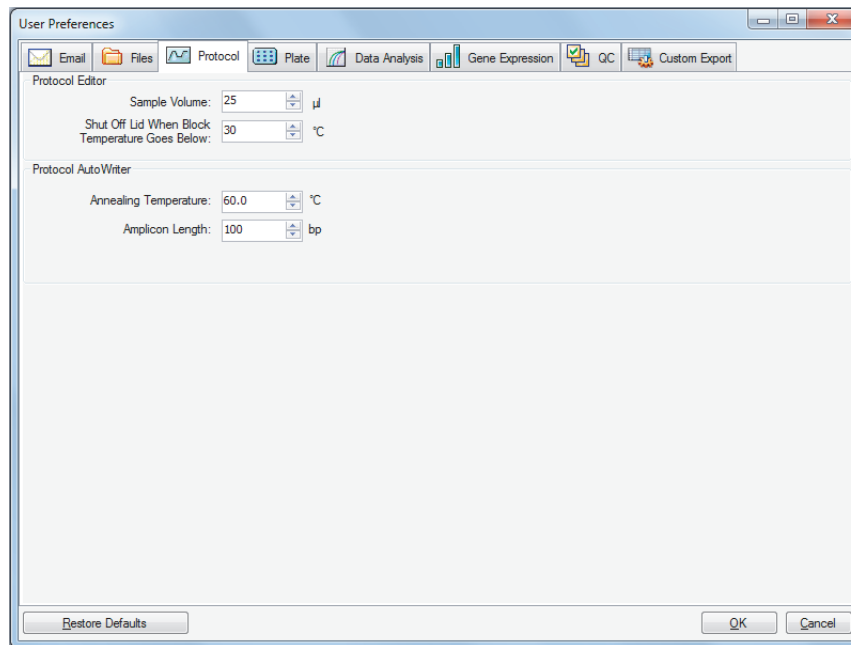 User Preferences
Email Files Protocol Plate Data Analysis Gene Expression QC Custom Export
Protocol Editor
Sample Volume: 25 µl
Shut Off Lid When Block
Temperature Goes Below: 30 °C
Protocol AutoWriter
Annealing Temperature: 60.0 °C
Amplicon Length: 100 bp
Restore Defaults OK Cancel